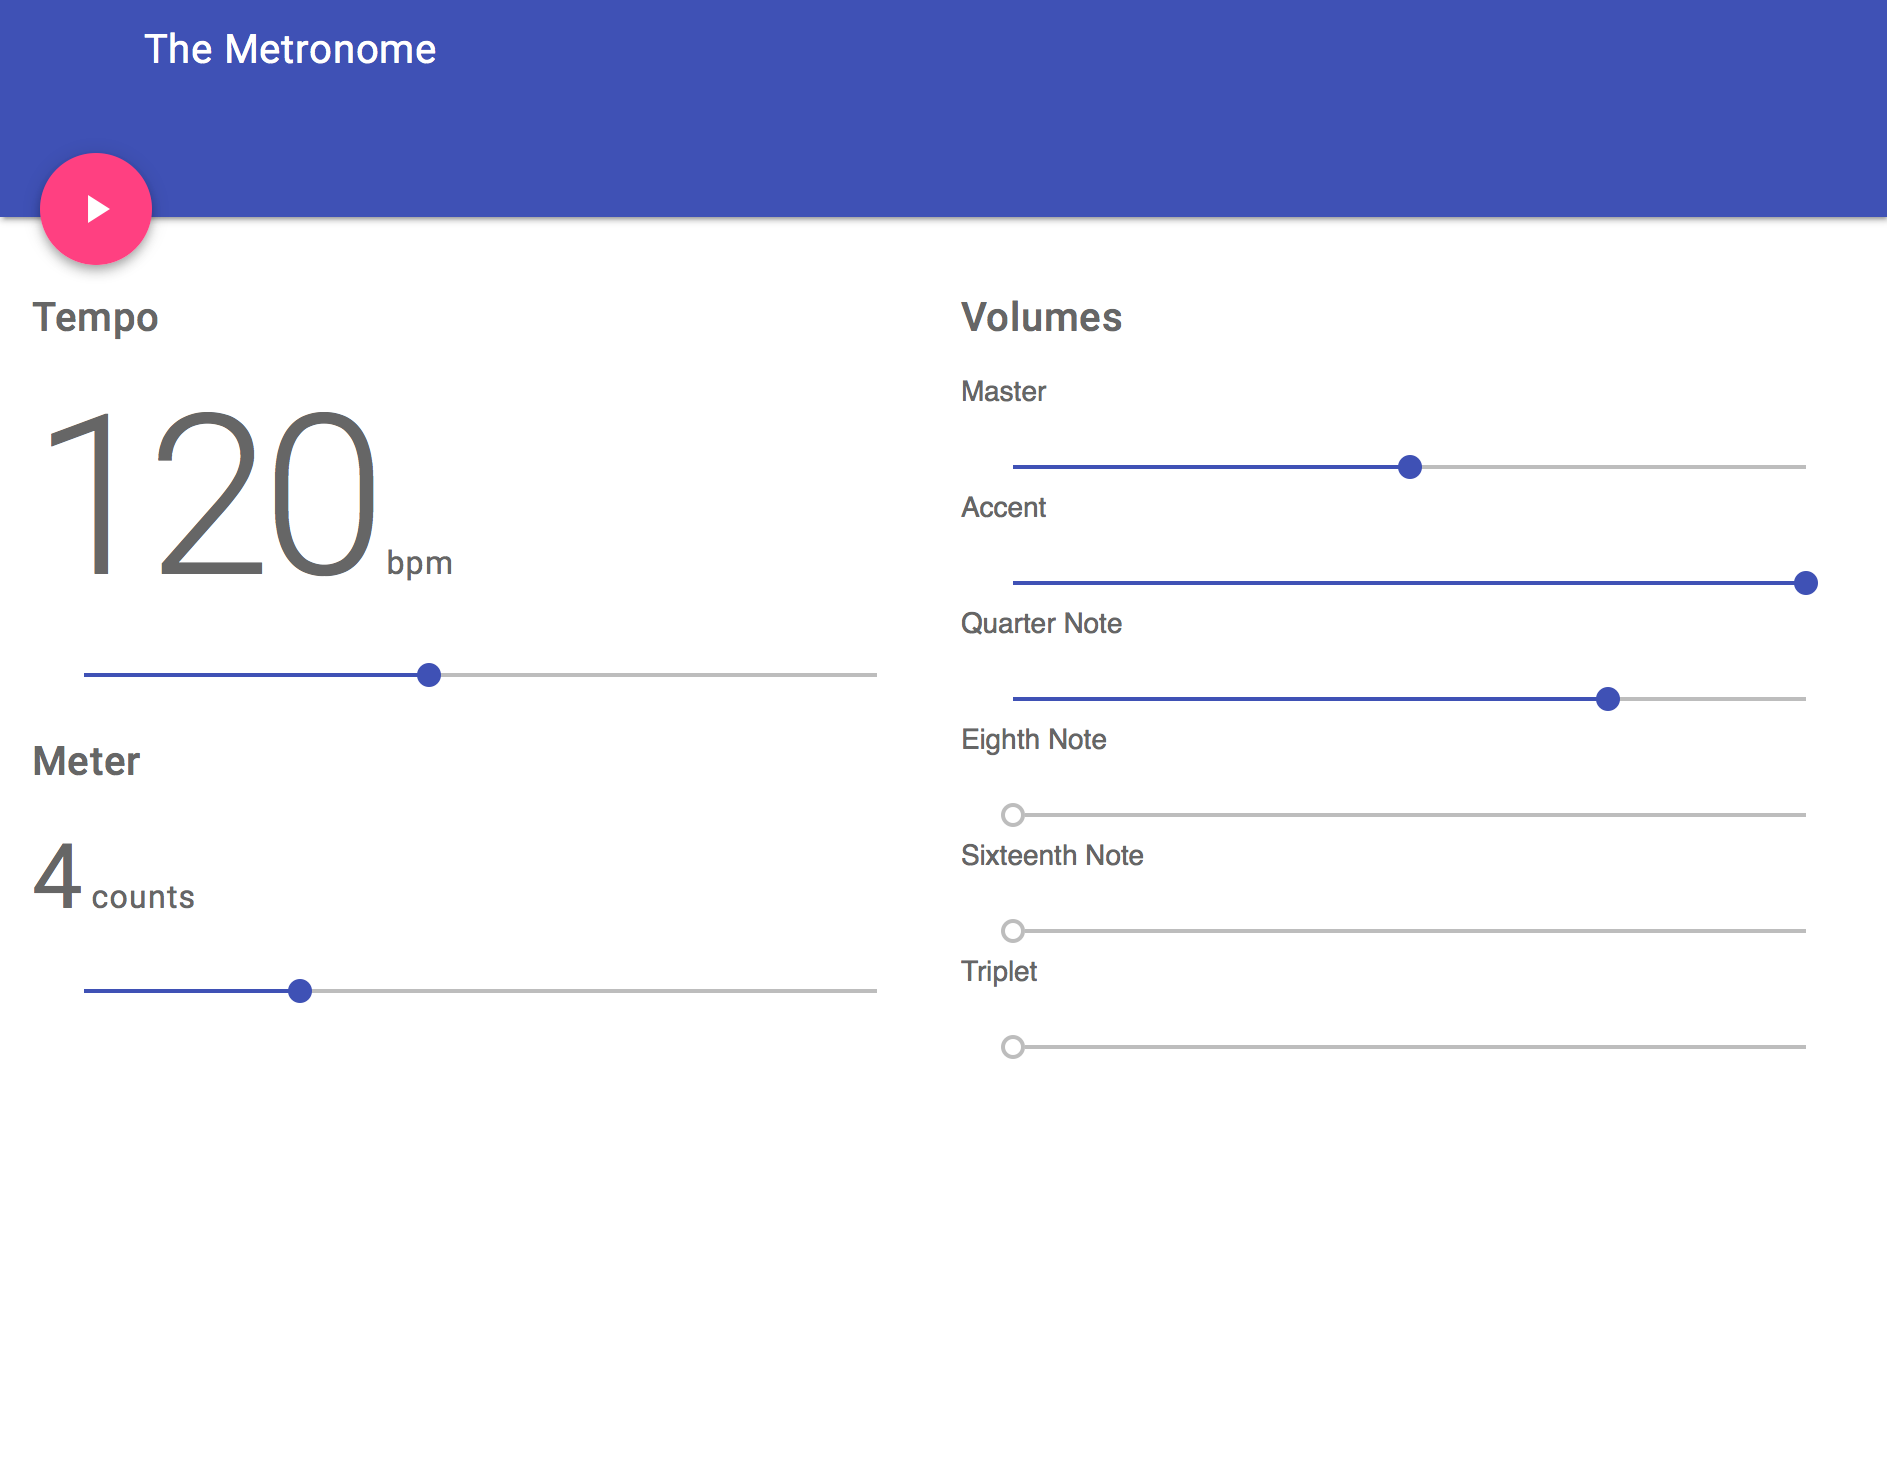 The Metronome
Tempo
120 bpm
Meter
4 counts
Volumes
Master
Accent
Quarter Note
Eighth Note
Sixteenth Note
Triplet